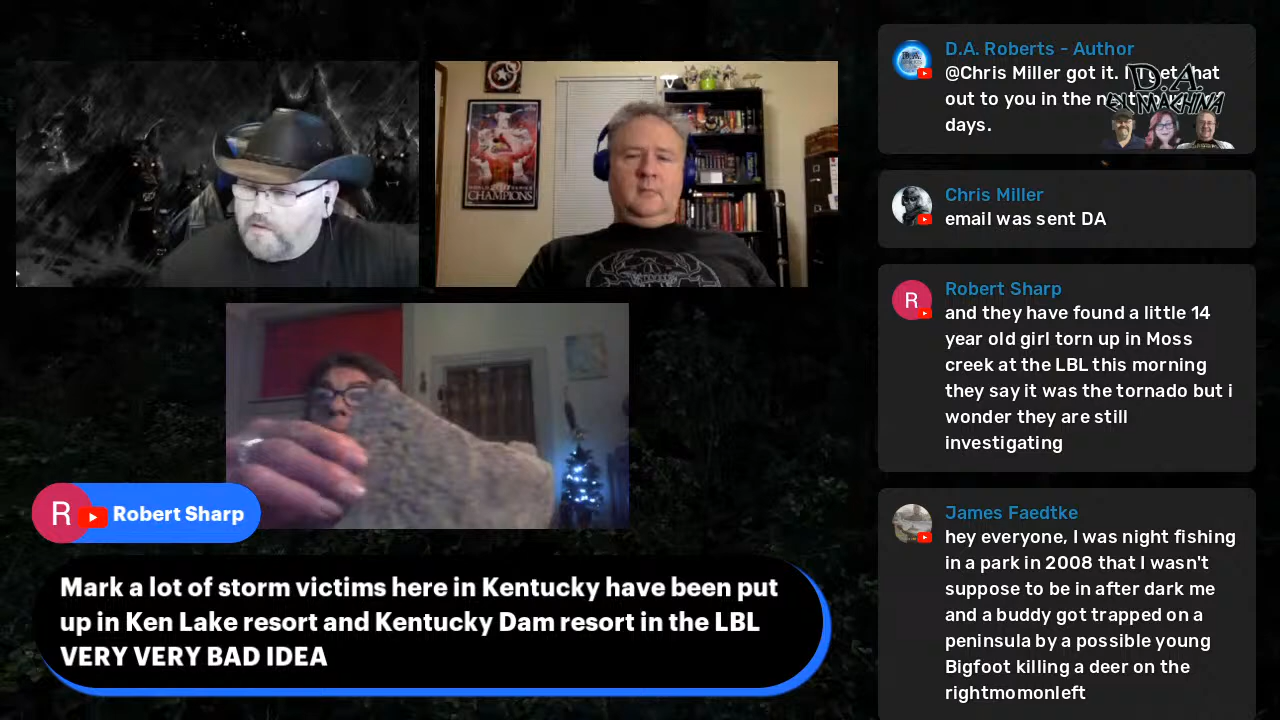 WORLD SERIES
CHAMPIONS
R
Robert Sharp
Mark a lot of storm victims here in Kentucky have been put
up in Ken Lake resort and Kentucky Dam resort in the LBL
VERY VERY BAD IDEA
D.A. Roberts - Author
@Chris Miller got it. get that
out to you in the
days.
D.A.
EX MAKHINA
Chris Miller
email was sent DA
R
Robert Sharp
and they have found a little 14
year old girl torn up in Moss
creek at the LBL this morning
they say it was the tornado but i
wonder they are still
investigating
James Faedtke
hey everyone, I was night fishing
in a park in 2008 that I wasn't
suppose to be in after dark me
and a buddy got trapped on a
peninsula by a possible young
Bigfoot killing a deer on the
rightmomonleft